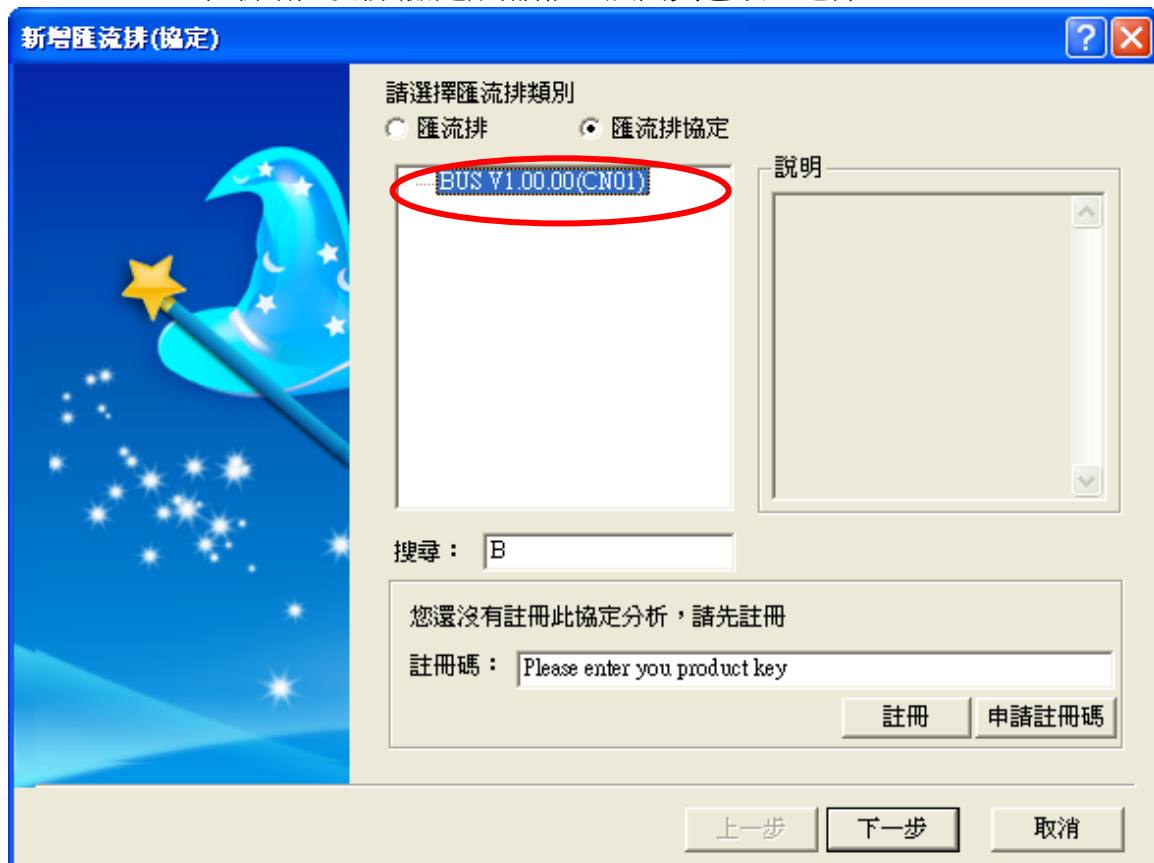 新增匯流排(協定)
請選擇匯流排類別
匯流排
匯流排協定
BUS V1.00.00(CN01)
說明
搜尋：
B
您還沒有註冊此協定分析，請先註冊
註冊碼：
Please enter you product key
註冊
申請註冊碼
上一步
下一步
取消